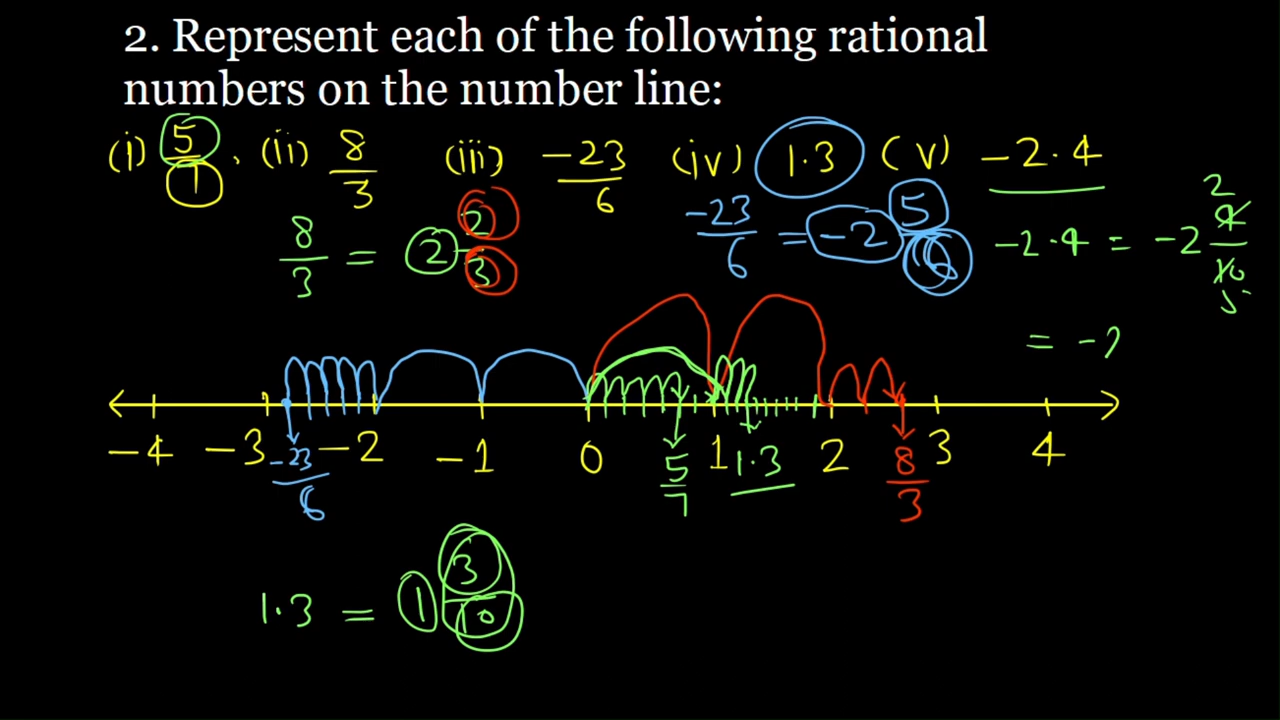 2. Represent each of the following rational
numbers on the number line:
(i) 5/7, (ii) 8/3 (iii) -23/6 (iv) 1·3 (v) -2·4
8/3 = 2 2/3
-23/6 = -2 5/6
2
-2·4 = -2 4/10
5
= -2
-4 -3 -2 -1 0 1 2 3 4
-23/6 5/7 1·3 8/3
1·3 = 1 3/10